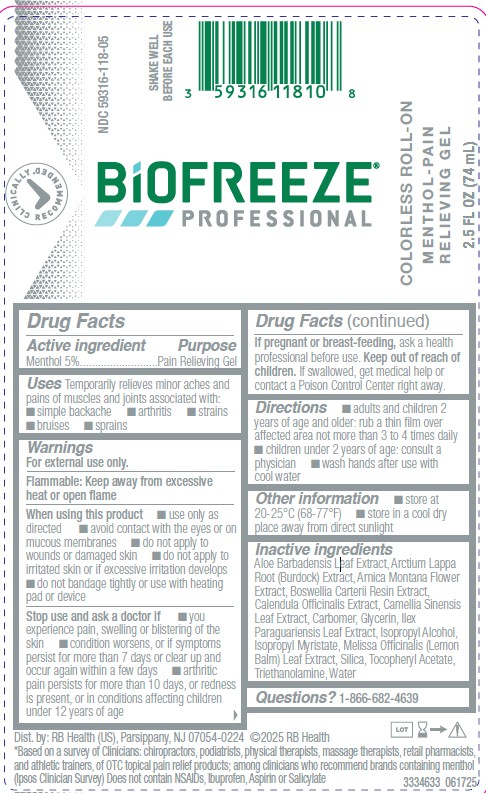 NDC 59316-118-05
SHAKE WELL
BEFORE EACH USE
3 59316 11810 8
CLINICALLY RECOMMENDED*
BiOFREEZE®
PROFESSIONAL
COLORLESS ROLL-ON
MENTHOL-PAIN
RELIEVING GEL
2.5 FL OZ (74 mL)
Drug Facts
Active ingredient Purpose
Menthol 5%..........................Pain Relieving Gel
Uses Temporarily relieves minor aches and
pains of muscles and joints associated with:
■ simple backache ■ arthritis ■ strains
■ bruises ■ sprains
Warnings
For external use only.
Flammable: Keep away from excessive
heat or open flame
When using this product ■ use only as
directed ■ avoid contact with the eyes or on
mucous membranes ■ do not apply to
wounds or damaged skin ■ do not apply to
irritated skin or if excessive irritation develops
■ do not bandage tightly or use with heating
pad or device
Stop use and ask a doctor if ■ you
experience pain, swelling or blistering of the
skin ■ condition worsens, or if symptoms
persist for more than 7 days or clear up and
occur again within a few days ■ arthritic
pain persists for more than 10 days, or redness
is present, or in conditions affecting children
under 12 years of age
Drug Facts (continued)
If pregnant or breast-feeding, ask a health
professional before use. Keep out of reach of
children. If swallowed, get medical help or
contact a Poison Control Center right away.
Directions ■ adults and children 2
years of age and older: rub a thin film over
affected area not more than 3 to 4 times daily
■ children under 2 years of age: consult a
physician ■ wash hands after use with
cool water
Other information ■ store at
20-25°C (68-77°F) ■ store in a cool dry
place away from direct sunlight
Inactive ingredients
Aloe Barbadensis Leaf Extract, Arctium Lappa
Root (Burdock) Extract, Arnica Montana Flower
Extract, Boswellia Carterii Resin Extract,
Calendula Officinalis Extract, Camellia Sinensis
Leaf Extract, Carbomer, Glycerin, Ilex
Paraguariensis Leaf Extract, Isopropyl Alcohol,
Isopropyl Myristate, Melissa Officinalis (Lemon
Balm) Leaf Extract, Silica, Tocopheryl Acetate,
Triethanolamine, Water
Questions? 1-866-682-4639
Dist. by: RB Health (US), Parsippany, NJ 07054-0224 ©2025 RB Health
LOT
*Based on a survey of Clinicians: chiropractors, podiatrists, physical therapists, massage therapists, retail pharmacists,
and athletic trainers, of OTC topical pain relief products; among clinicians who recommend brands containing menthol
(Ipsos Clinician Survey) Does not contain NSAIDs, Ibuprofen, Aspirin or Salicylate
3334633 061725